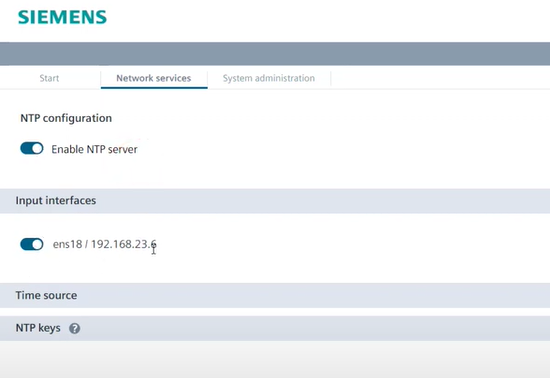 SIEMENS
Start Network services System administration
NTP configuration
Enable NTP server
Input interfaces
ens18 / 192.168.23.6
Time source
NTP keys ?